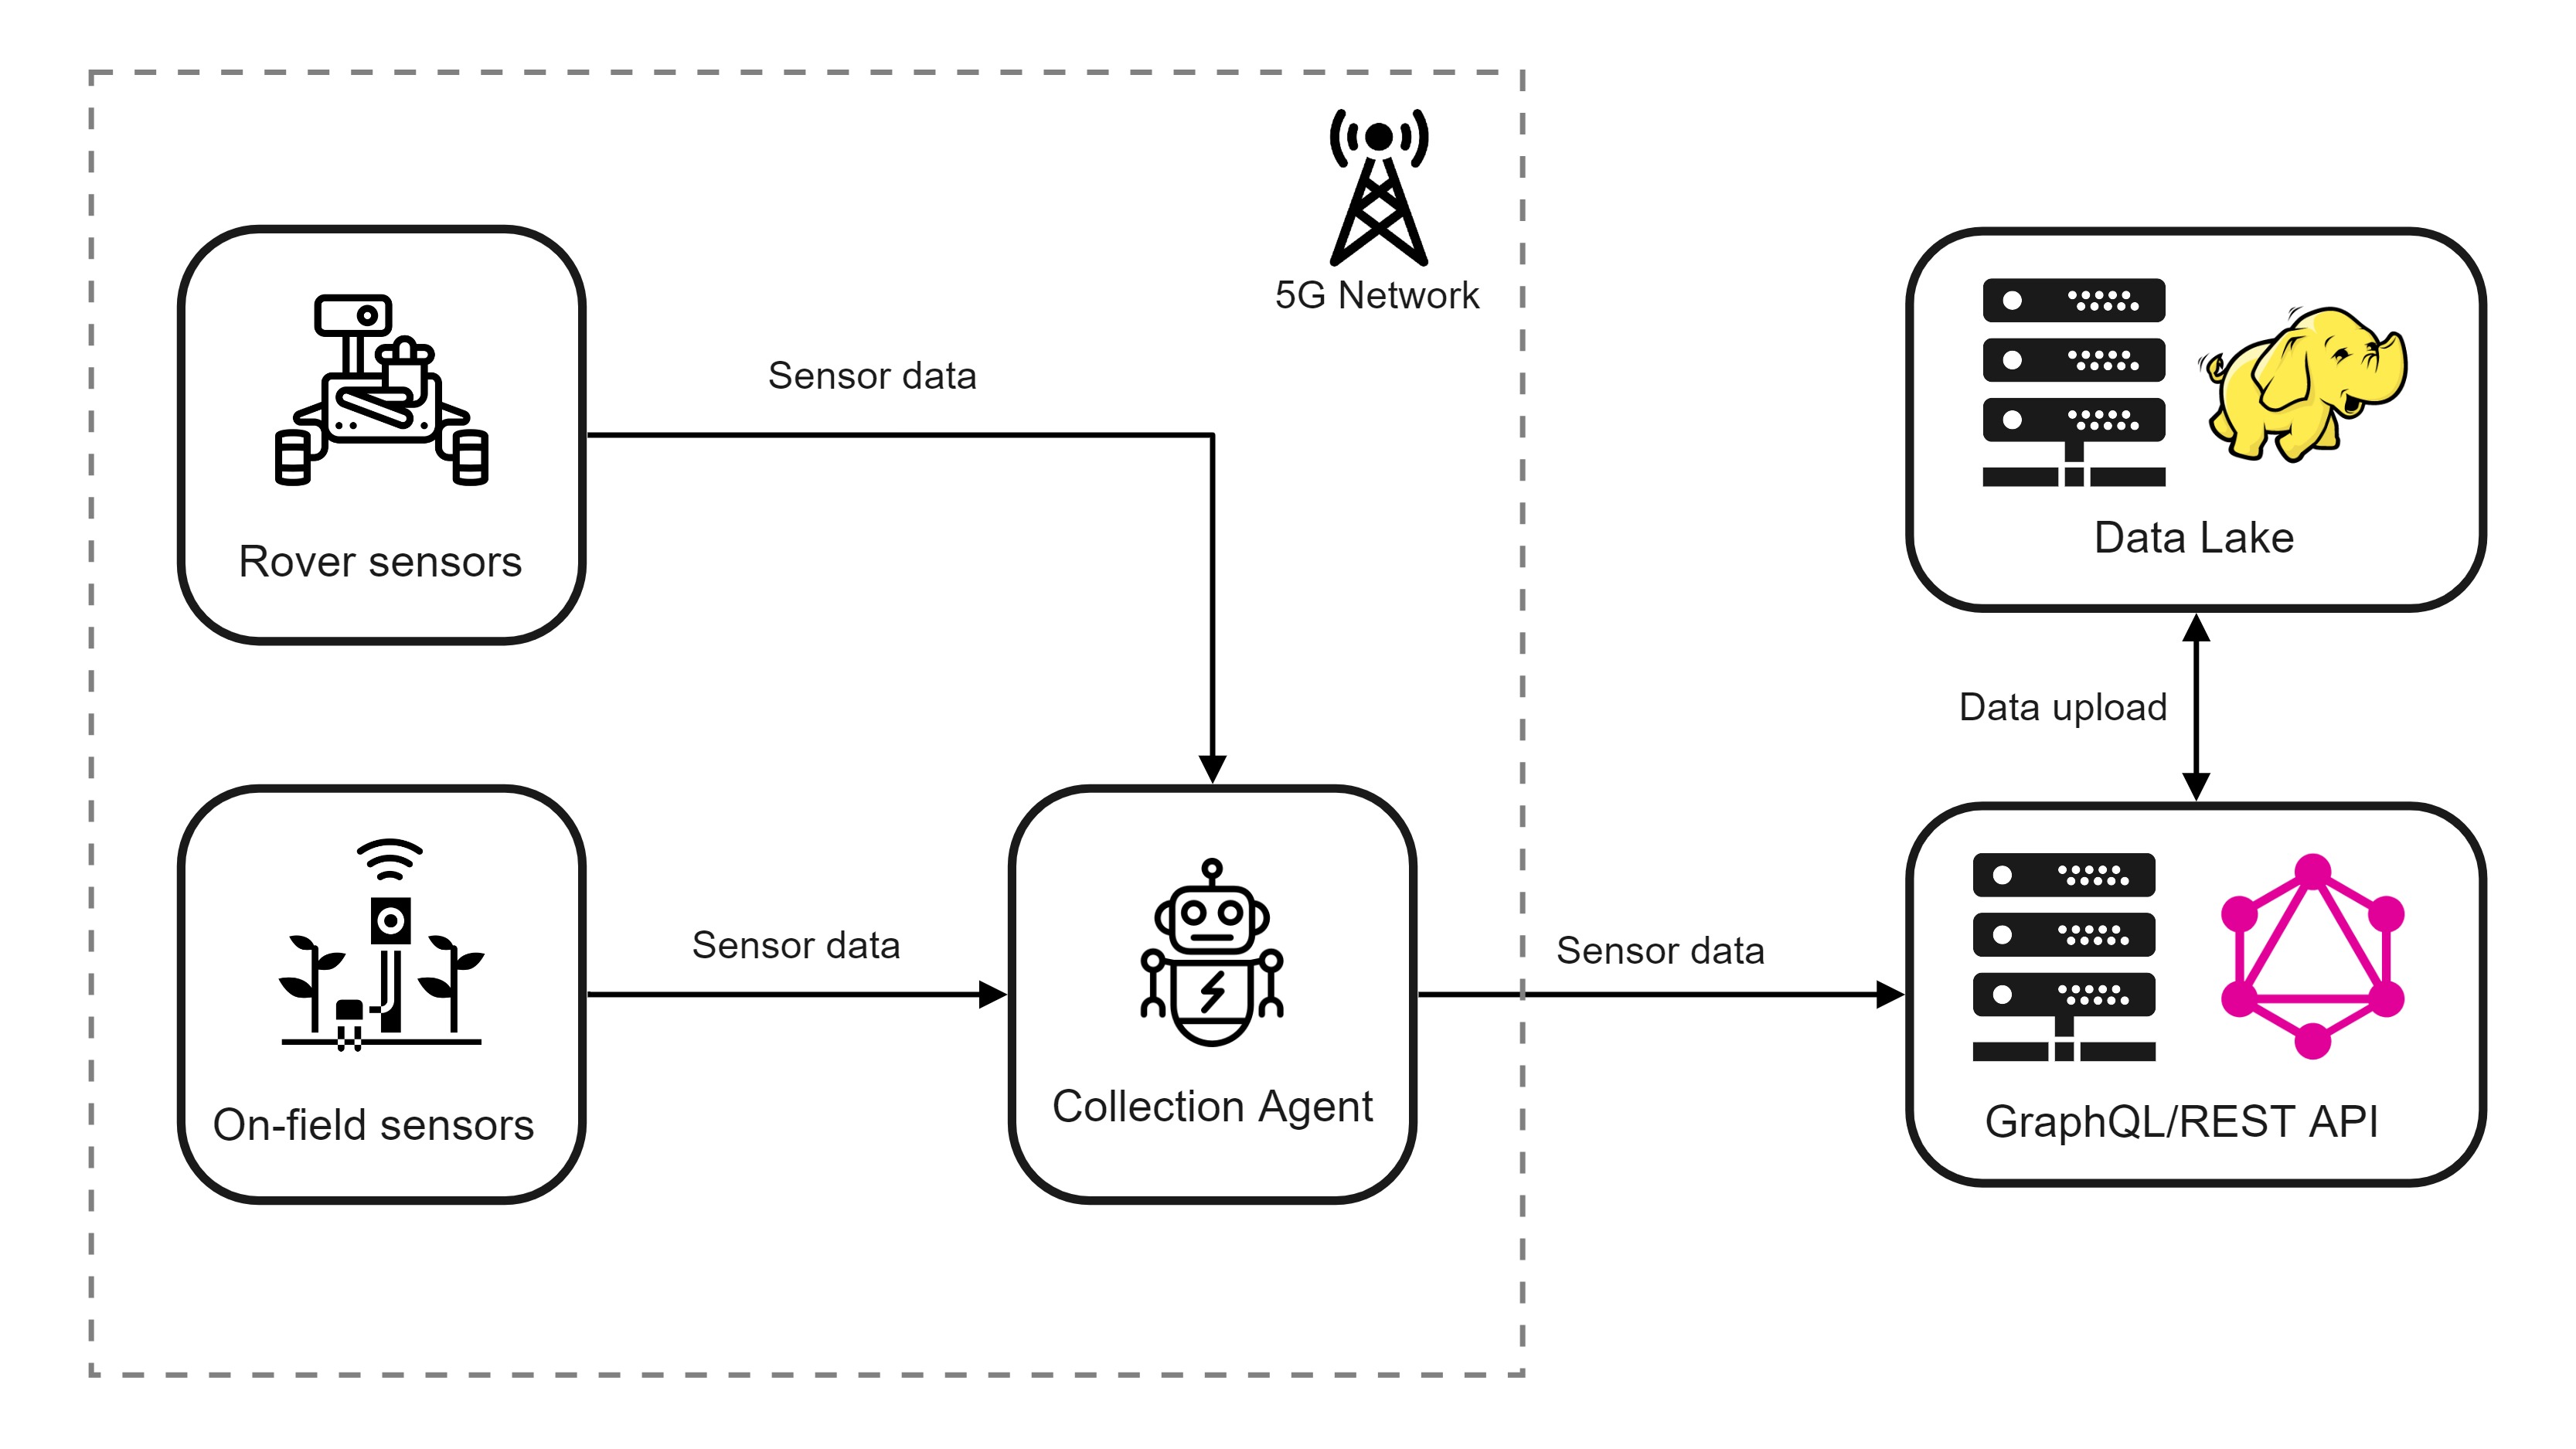 5G Network
Sensor data
Rover sensors
Data Lake
Data upload
Sensor data
Sensor data
On-field sensors
Collection Agent
GraphQL/REST API